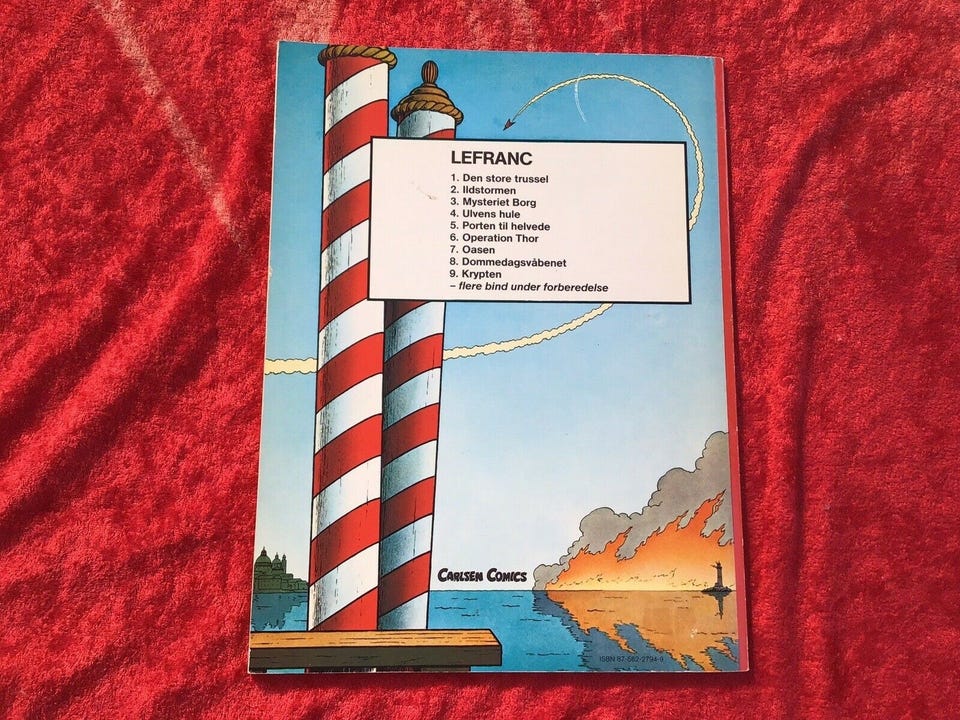 LEFRANC
1. Den store trussel
2. Ildstormen
3. Mysteriet Borg
4. Ulvens hule
5. Porten til helvede
6. Operation Thor
7. Oasen
8. Dommedagsvåbenet
9. Krypten
– flere bind under forberedelse
CARLSEN COMICS
ISBN 87-562-2794-9